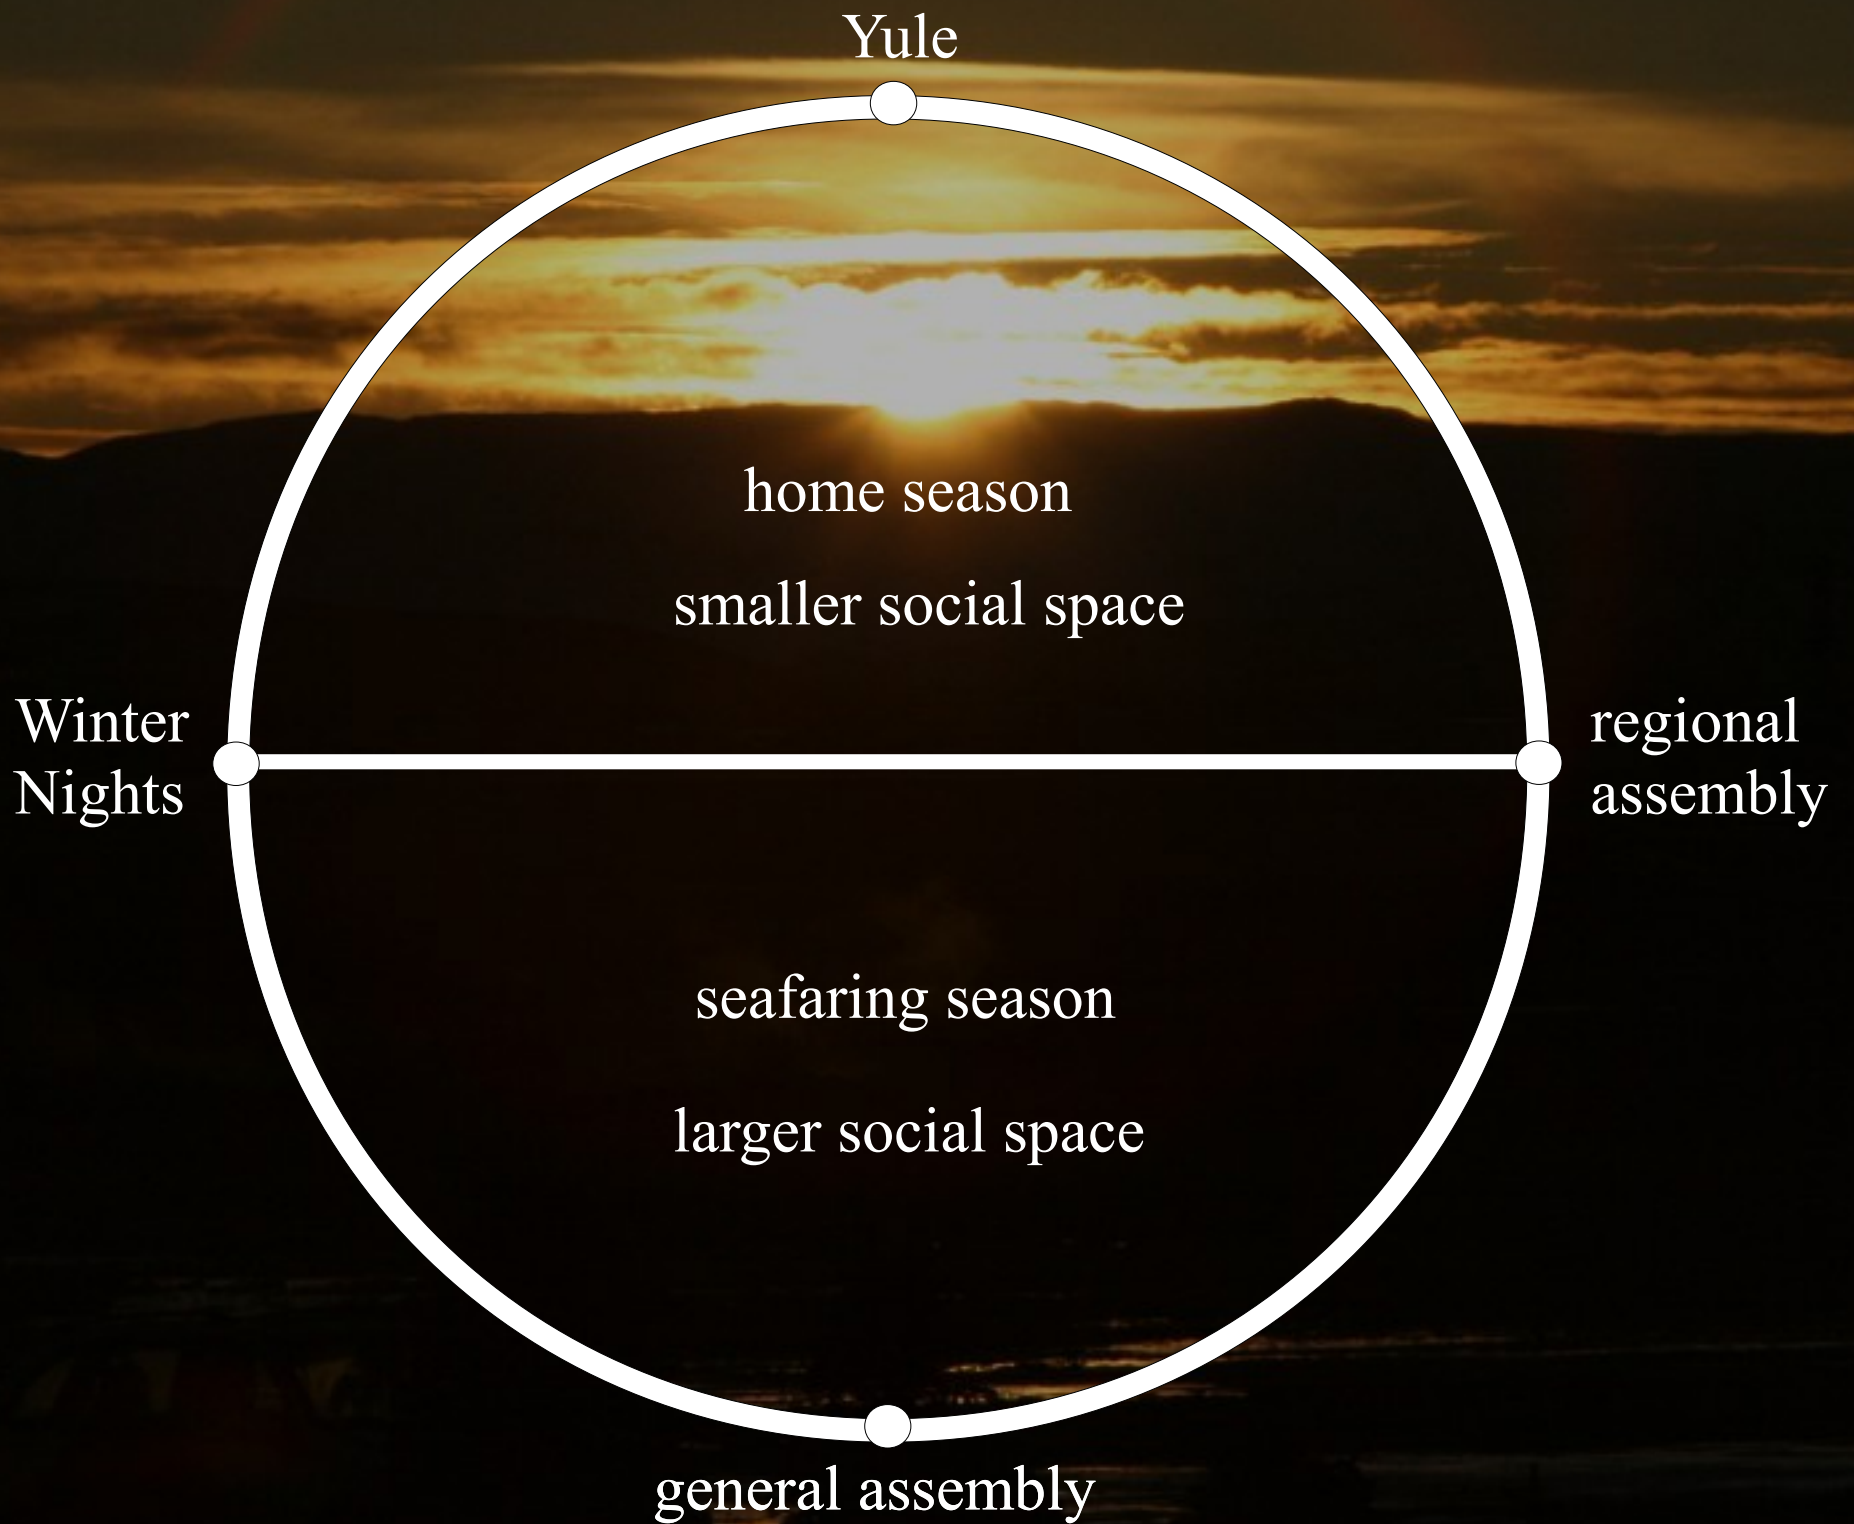 Yule
home season
smaller social space
Winter
Nights
regional
assembly
seafaring season
larger social space
general assembly